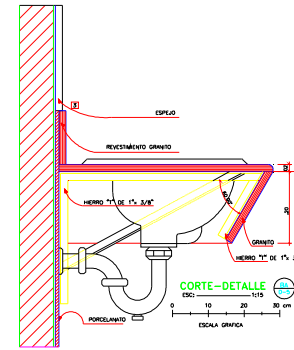 3
ESPEJO
REVESTIMIENTO GRANITO
HIERRO "T" DE 1"x 3/8"
GRANITO
HIERRO "T" DE 1"x
PORCELANATO
CORTE-DETALLE
ESC: 1:15
0 10 20 30 cm
ESCALA GRAFICA